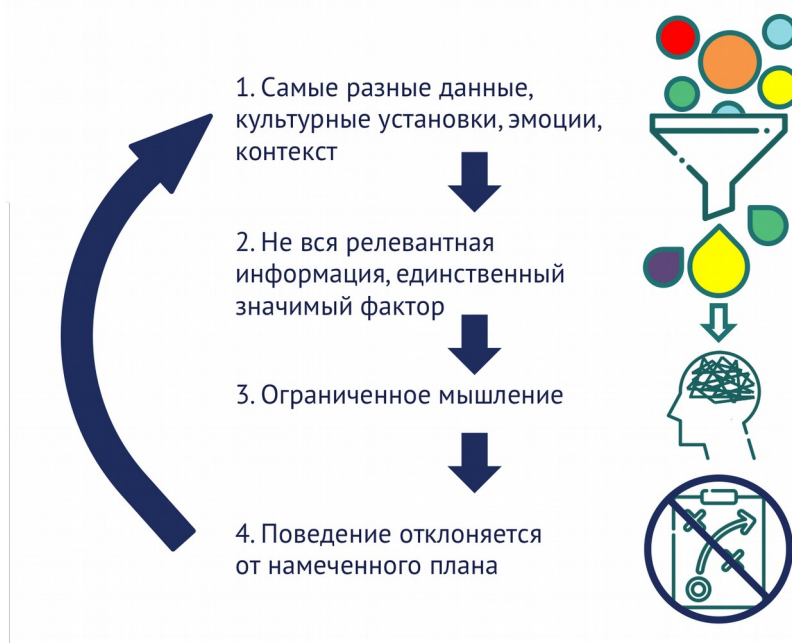 1. Самые разные данные,
культурные установки, эмоции,
контекст
2. Не вся релевантная
информация, единственный
значимый фактор
3. Ограниченное мышление
4. Поведение отклоняется
от намеченного плана